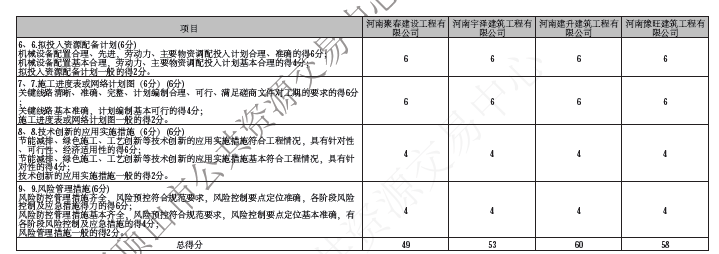 项目 河南聚春建设工程有限公司 河南宇泽建筑工程有限公司 河南建升建筑工程有限公司 河南豫旺建筑工程有限公司
6、6.拟投入资源配备计划(6分)
机械设备配置合理、先进，劳动力、主要物资调配投入计划合理、准确的得6分；
机械设备配置基本合理，劳动力、主要物资调配投入计划基本合理的得4分；
拟投入资源配备计划一般的得2分。
6 6 6 6
7、7.施工进度表或网络计划图（6分）(6分)
关键线路清晰、准确、完整、计划编制合理、可行、满足磋商文件对工期的要求的得6分
；
关键线路基本准确，计划编制基本可行的得4分；
施工进度表或网络计划图一般的得2分。
6 6 6 6
8、8.技术创新的应用实施措施（6分）(6分)
节能减排、绿色施工、工艺创新等技术创新的应用实施措施符合工程情况，具有针对性
、可行性、经济适用性的得6分；
节能减排、绿色施工、工艺创新等技术创新的应用实施措施基本符合工程情况，具有针
对性的得4分；
技术创新的应用实施措施一般的得2分。
4 4 4 4
9、9.风险管理措施(6分)
风险防控管理措施齐全，风险预控符合规范要求，风险控制要点定位准确，各阶段风险
控制及应急措施得力的得6分；
风险防控管理措施基本齐全，风险预控符合规范要求，风险控制要点定位基本准确，有
各阶段风险控制及应急措施的得4分；
风险管理措施一般的得2分。
4 4 4 4
总得分 49 53 60 58
顶山市公共资源交易中心
资源交易中心